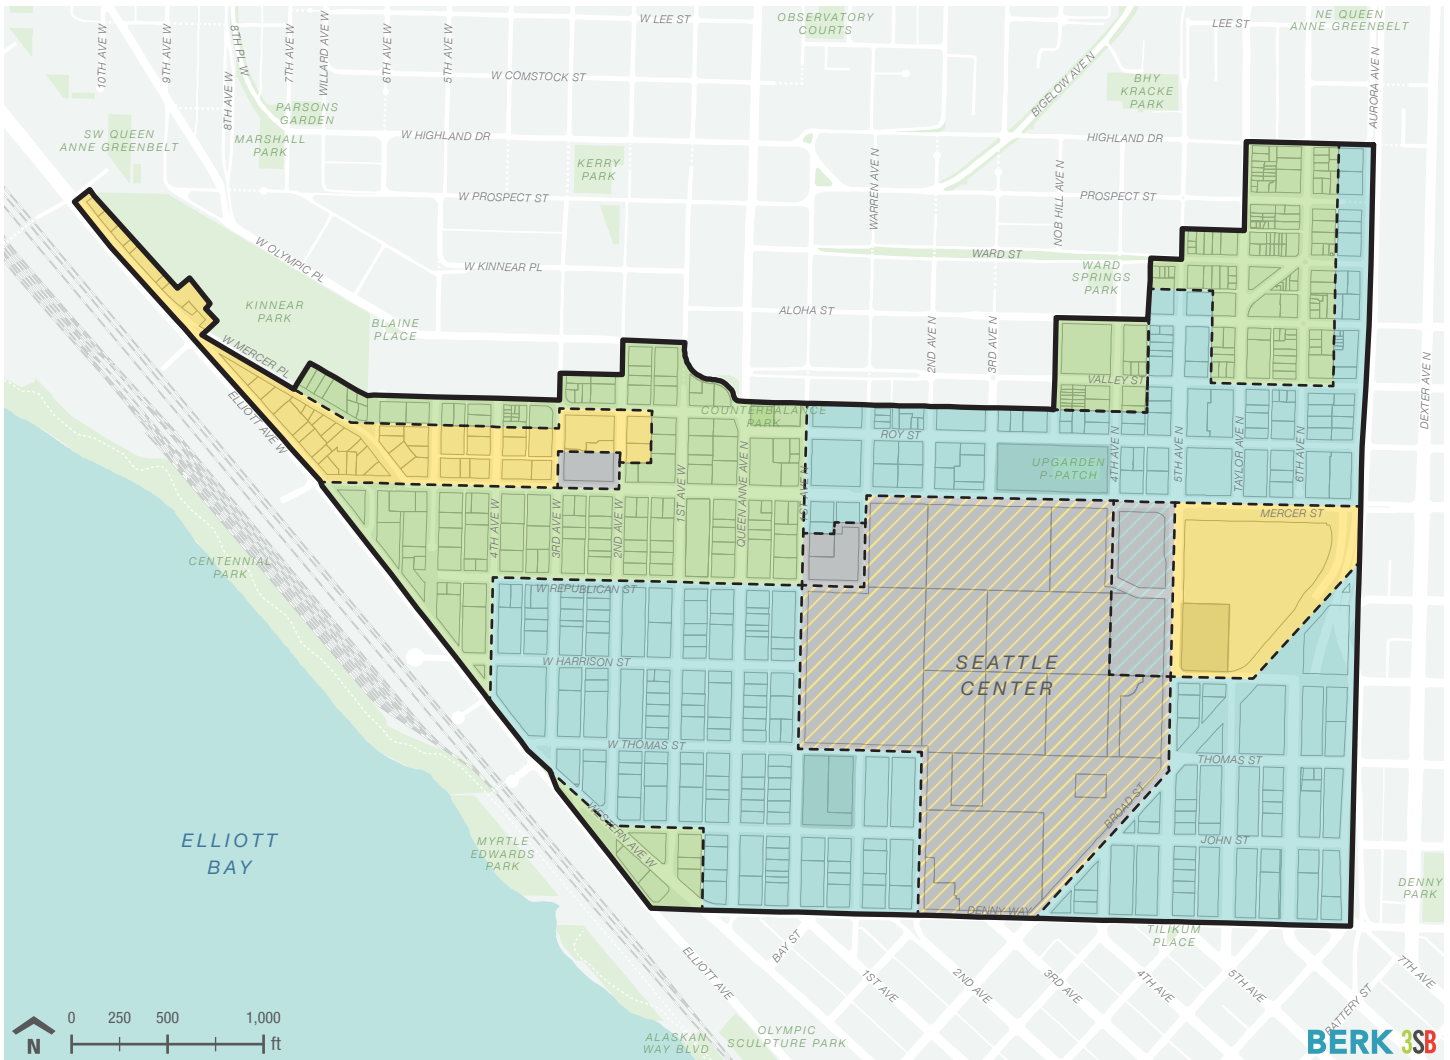 W LEE ST
OBSERVATORY
COURTS
LEE ST
NE QUEEN
ANNE GREENBELT
10TH AVE W
9TH AVE W
8TH PL W
8TH AVE W
7TH AVE W
WILLARD AVE W
6TH AVE W
5TH AVE W
W COMSTOCK ST
BIGELOW AVE N
BHY
KRACKE
PARK
AURORA AVE N
PARSONS
GARDEN
SW QUEEN
ANNE GREENBELT
MARSHALL
PARK
W HIGHLAND DR
HIGHLAND DR
KERRY
PARK
WARREN AVE N
NOB HILL AVE N
W PROSPECT ST
PROSPECT ST
W OLYMPIC PL
W KINNEAR PL
WARD ST
WARD
SPRINGS
PARK
KINNEAR
PARK
BLAINE
PLACE
ALOHA ST
2ND AVE N
3RD AVE N
W MERCER PL
VALLEY ST
DEXTER AVE N
ELLIOTT AVE W
COUNTERBALANCE
PARK
ROY ST
UPGARDEN
P-PATCH
4TH AVE N
5TH AVE N
TAYLOR AVE N
6TH AVE N
1ST AVE W
QUEEN ANNE AVE N
1ST AVE N
4TH AVE W
3RD AVE W
2ND AVE W
MERCER ST
CENTENNIAL
PARK
W REPUBLICAN ST
W HARRISON ST
SEATTLE
CENTER
W THOMAS ST
THOMAS ST
WESTERN AVE W
BROAD ST
JOHN ST
ELLIOTT
BAY
MYRTLE
EDWARDS
PARK
DENNY
PARK
DENNY WAY
TILIKUM
PLACE
ELLIOTT AVE
BAY ST
1ST AVE
2ND AVE
3RD AVE
4TH AVE
5TH AVE
7TH AVE
BATTERY ST
0 250 500 1,000
ft
N
ALASKAN
WAY BLVD
OLYMPIC
SCULPTURE PARK
BERK 3SB